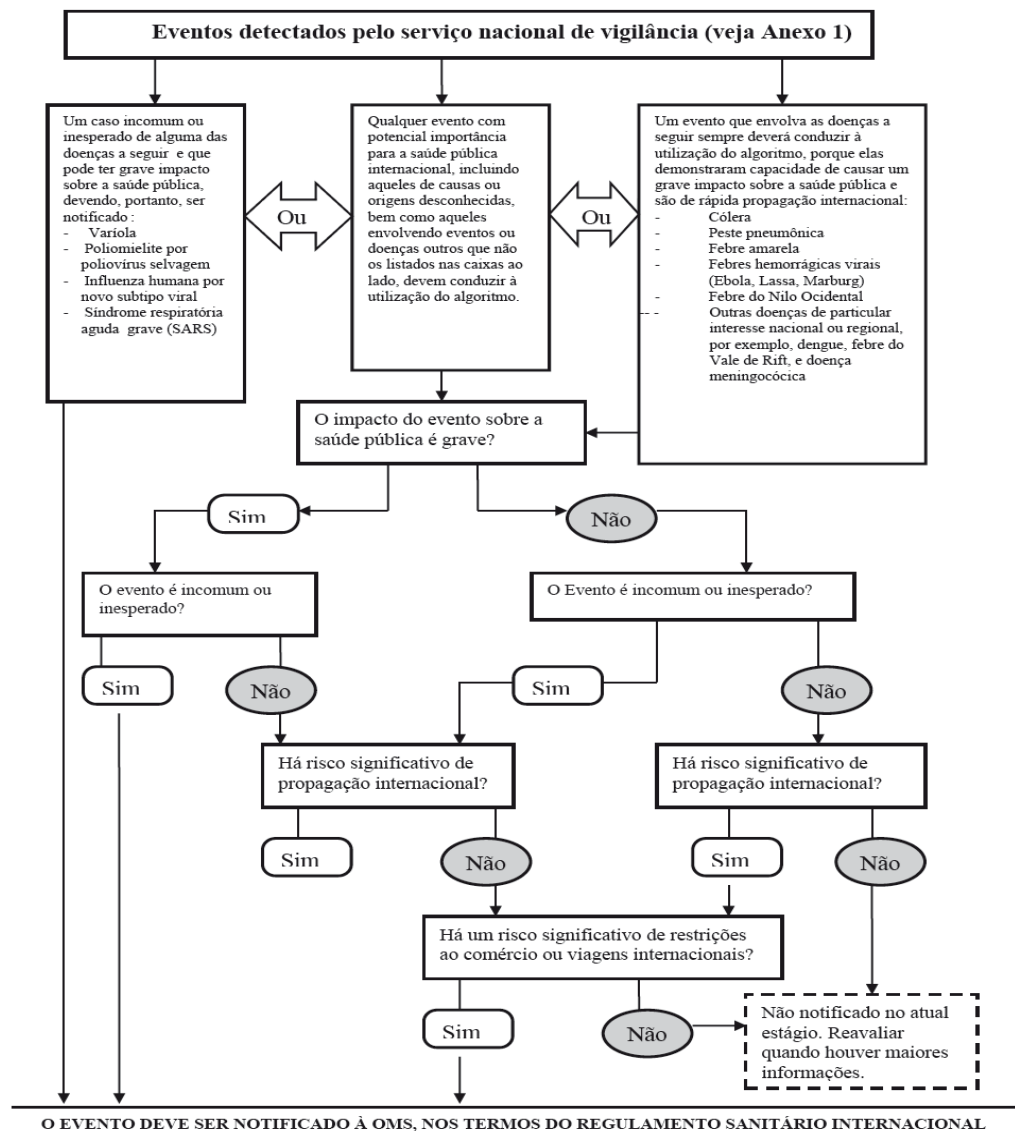 Eventos detectados pelo serviço nacional de vigilância (veja Anexo 1)
Um caso incomum ou
inesperado de alguma das
doenças a seguir e que
pode ter grave impacto
sobre a saúde pública,
devendo, portanto, ser
notificado :
- Varíola
- Poliomielite por
poliovírus selvagem
- Influenza humana por
novo subtipo viral
- Síndrome respiratória
aguda grave (SARS)
Ou
Qualquer evento com
potencial importância
para a saúde pública
internacional, incluindo
aqueles de causas ou
origens desconhecidas,
bem como aqueles
envolvendo eventos ou
doenças outros que não
os listados nas caixas ao
lado, devem conduzir à
utilização do algoritmo.
Ou
Um evento que envolva as doenças a
seguir sempre deverá conduzir à
utilização do algoritmo, porque elas
demonstraram capacidade de causar um
grave impacto sobre a saúde pública e
são de rápida propagação internacional:
- Cólera
- Peste pneumônica
- Febre amarela
- Febres hemorrágicas virais
(Ebola, Lassa, Marburg)
- Febre do Nilo Ocidental
-- - Outras doenças de particular
interesse nacional ou regional,
por exemplo, dengue, febre do
Vale de Rift, e doença
meningocócica
O impacto do evento sobre a
saúde pública é grave?
Sim
Não
O evento é incomum ou
inesperado?
O Evento é incomum ou inesperado?
Sim
Não
Sim
Não
Há risco significativo de
propagação internacional?
Há risco significativo de
propagação internacional?
Sim
Não
Sim
Não
Há um risco significativo de restrições
ao comércio ou viagens internacionais?
Sim
Não
Não notificado no atual
estágio. Reavaliar
quando houver maiores
informações.
O EVENTO DEVE SER NOTIFICADO À OMS, NOS TERMOS DO REGULAMENTO SANITÁRIO INTERNACIONAL